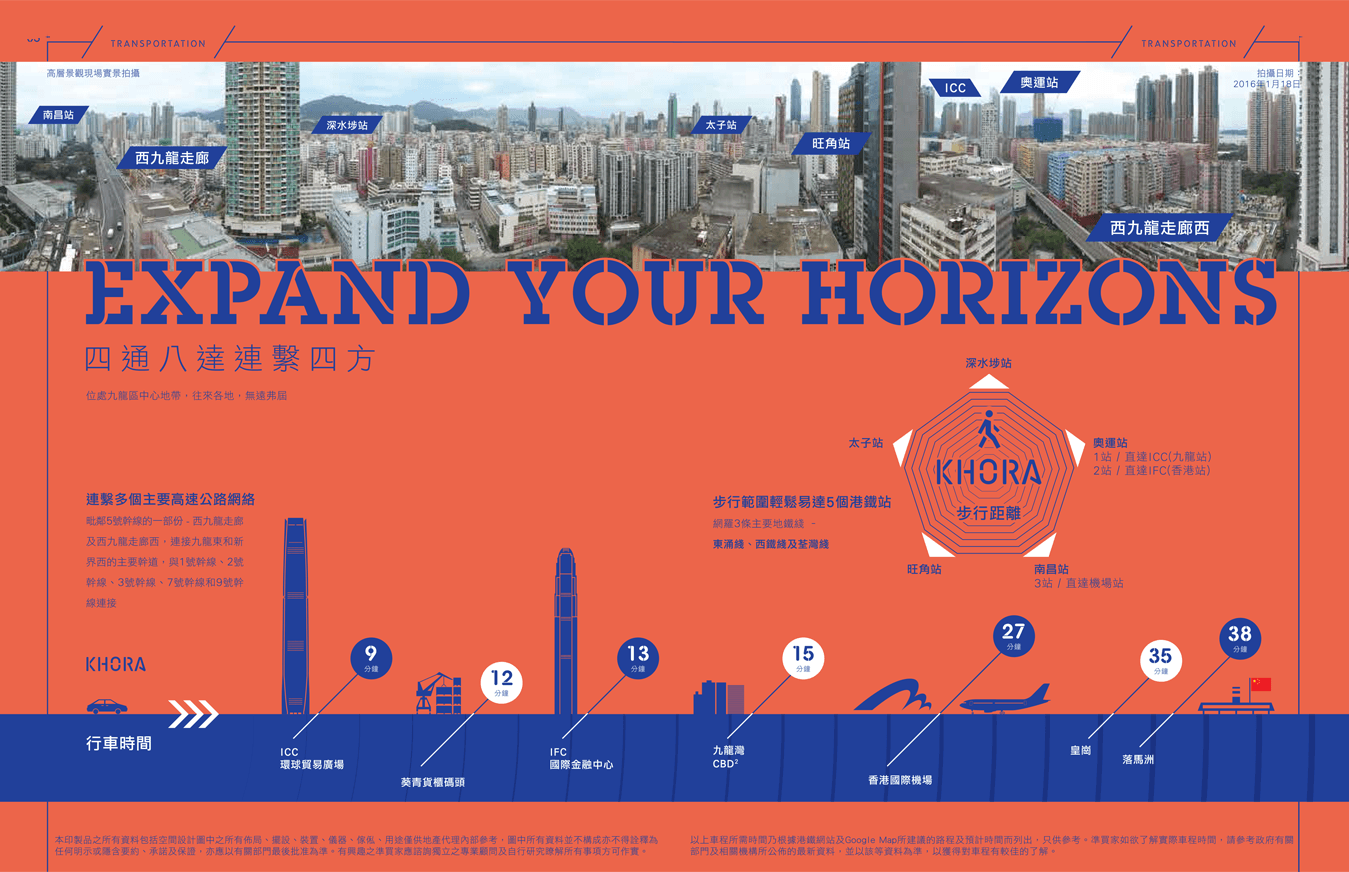 TRANSPORTATION
TRANSPORTATION
高層景觀現場實景拍攝
拍攝日期:
2016年1月18日
南昌站
西九龍走廊
深水埗站
太子站
旺角站
ICC
奧運站
西九龍走廊西
EXPAND YOUR HORIZONS
四通八達連繫四方
位處九龍區中心地帶，往來各地，無遠弗屆
連繫多個主要高速公路網絡
毗鄰5號幹線的一部份 - 西九龍走廊
及西九龍走廊西，連接九龍東和新
界西的主要幹道，與1號幹線、2號
幹線、3號幹線、7號幹線和9號幹
線連接
步行範圍輕鬆易達5個港鐵站
網羅3條主要地鐵綫 –
東涌綫、西鐵綫及荃灣綫
深水埗站
太子站
奧運站
1站 / 直達ICC(九龍站)
2站 / 直達IFC(香港站)
KHORA
步行距離
旺角站
南昌站
3站 / 直達機場站
KHORA
行車時間
9
分鐘
ICC
環球貿易廣場
12
分鐘
葵青貨櫃碼頭
13
分鐘
IFC
國際金融中心
15
分鐘
九龍灣
CBD²
27
分鐘
香港國際機場
35
分鐘
皇崗
38
分鐘
落馬洲
本印製品之所有資料包括空間設計圖中之所有佈局、擺設、裝置、儀器、傢俬、用途僅供地產代理內部參考，圖中所有資料並不構成亦不得詮釋為
任何明示或隱含要約、承諾及保證，亦應以有關部門最後批准為準。有興趣之準買家應諮詢獨立之專業顧問及自行研究瞭解所有事項方可作實。
以上車程所需時間乃根據港鐵網站及Google Map所建議的路程及預計時間而列出，只供參考。準買家如欲了解實際車程時間，請參考政府有關
部門及相關機構所公佈的最新資料，並以該等資料為準，以獲得對車程有較佳的了解。